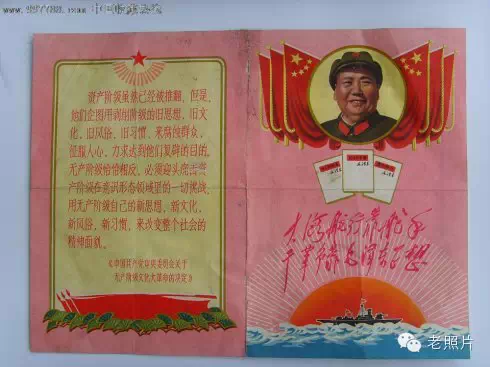 资产阶级虽然已经被推翻，但是，
他们企图用剥削阶级的旧思想，旧文
化，旧风俗，旧习惯，来腐蚀群众，
征服人心，力求达到他们复辟的目的。
无产阶级恰恰相反，必须迎头痛击资
产阶级在意识形态领域里的一切挑战，
用无产阶级自己的新思想，新文化，
新风俗，新习惯，来改变整个社会的
精神面貌。
《中国共产党中央委员会关于
无产阶级文化大革命的决定》
大海航行靠舵手
干革命靠毛泽东思想
老照片